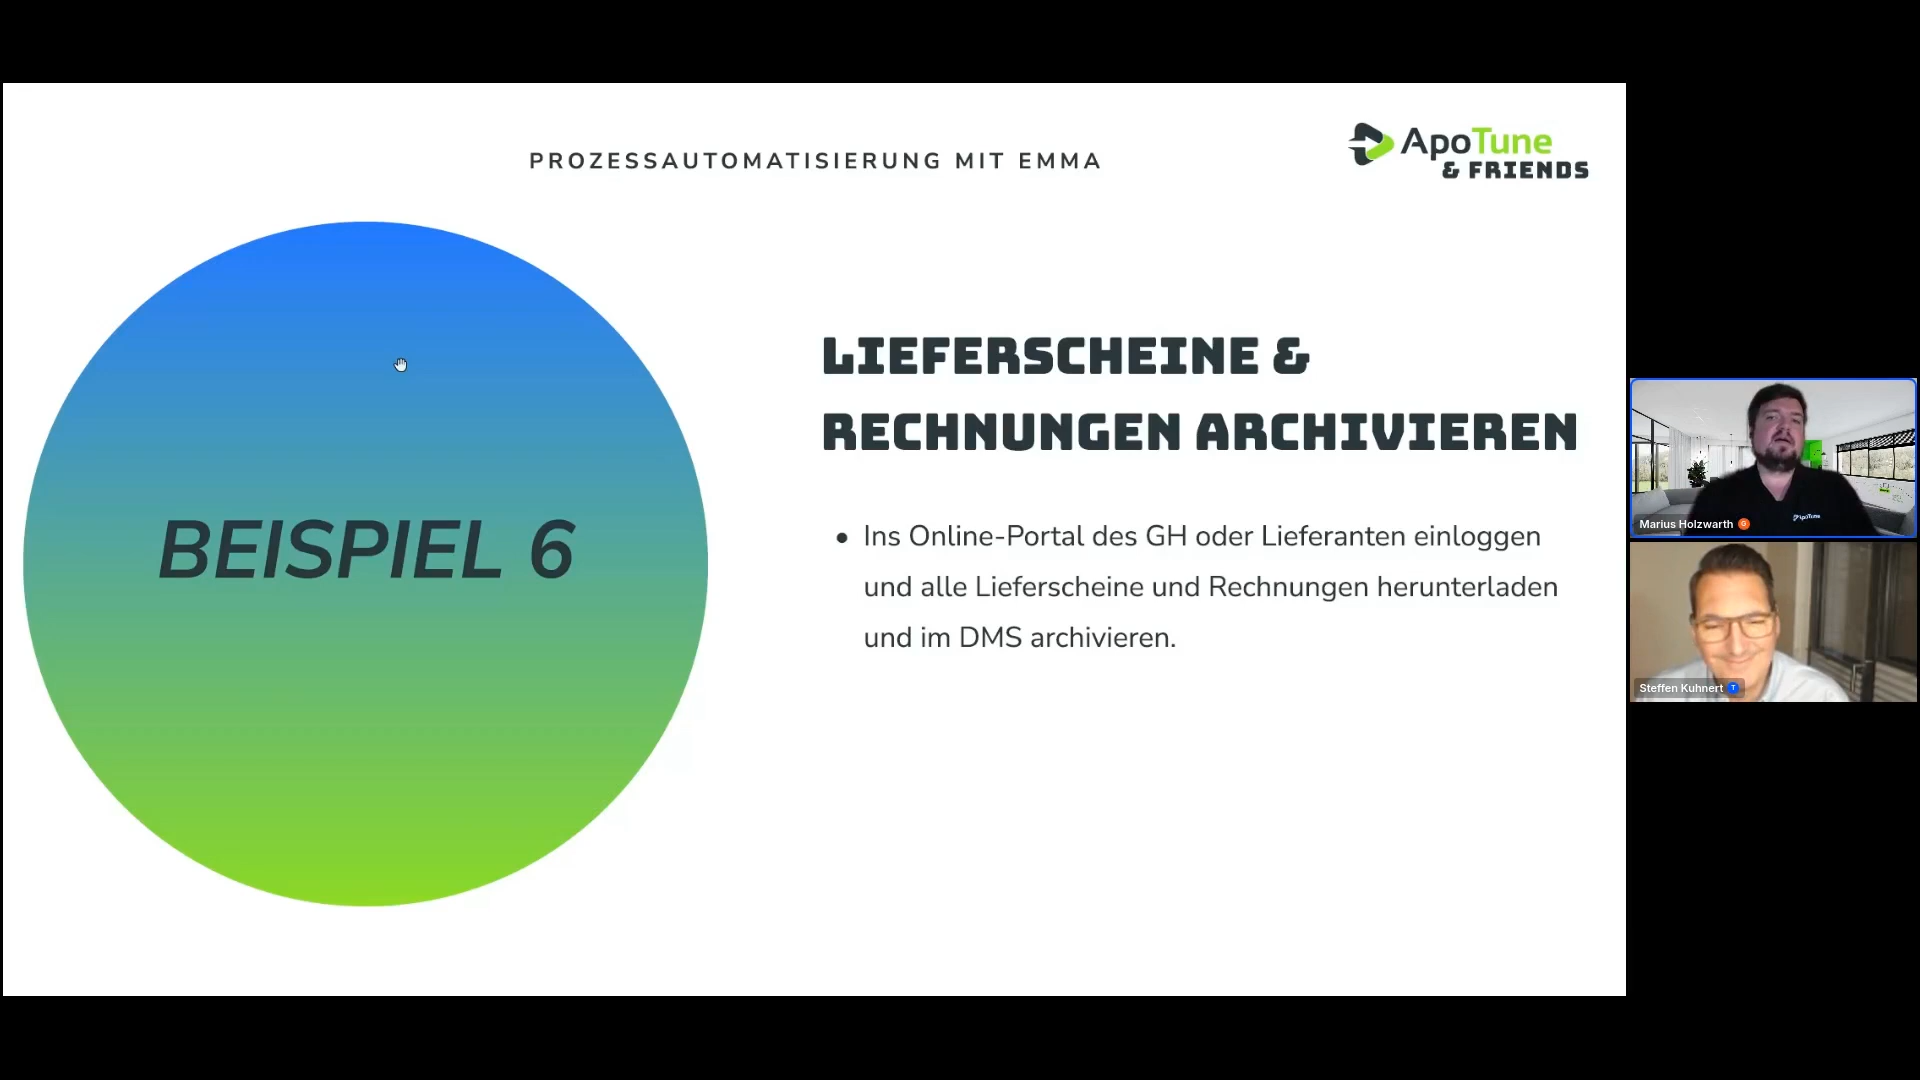 PROZESSAUTOMATISIERUNG MIT EMMA
ApoTune
& FRIENDS
BEISPIEL 6
LIEFERSCHEINE &
RECHNUNGEN ARCHIVIEREN
• Ins Online-Portal des GH oder Lieferanten einloggen
und alle Lieferscheine und Rechnungen herunterladen
und im DMS archivieren.
ApoTune
Marius Holzwarth G
Steffen Kuhnert T